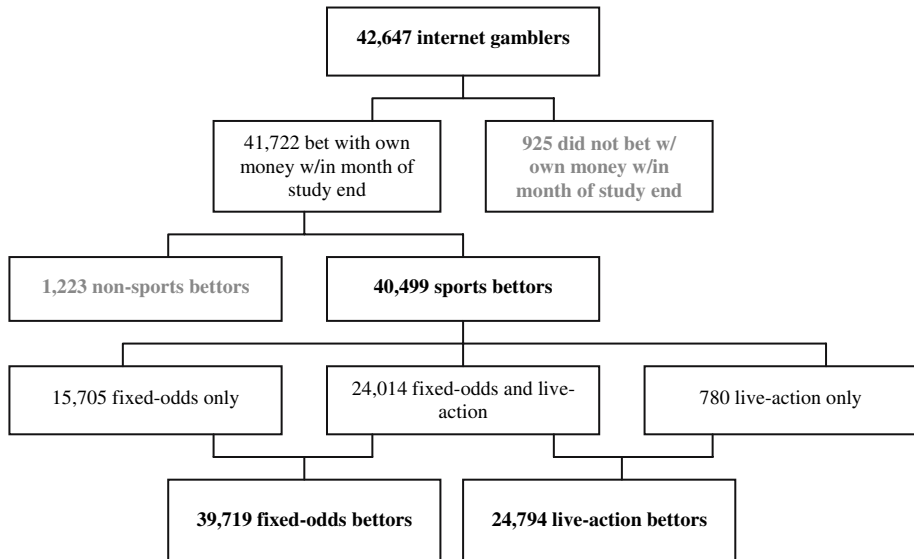 42,647 internet gamblers
41,722 bet with own
money w/in month of
study end
925 did not bet w/
own money w/in
month of study end
1,223 non-sports bettors
40,499 sports bettors
15,705 fixed-odds only
24,014 fixed-odds and live-
action
780 live-action only
39,719 fixed-odds bettors
24,794 live-action bettors